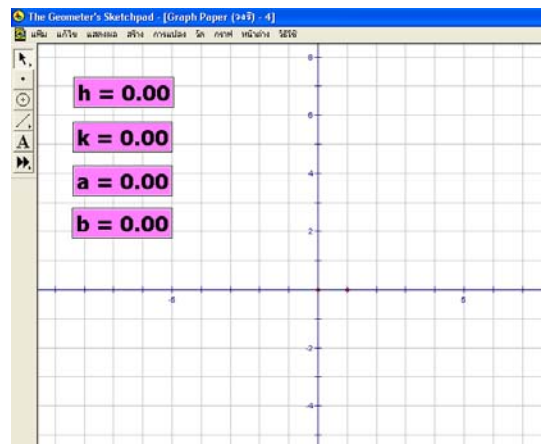 The Geometer's Sketchpad - [Graph Paper (วงรี) - 4]
แฟ้ม แก้ไข แสดงผล สร้าง การแปลง วัด กราฟ หน้าต่าง วิธีใช้
h = 0.00
k = 0.00
a = 0.00
b = 0.00
A
8
6
4
2
-5
5
-2
-4